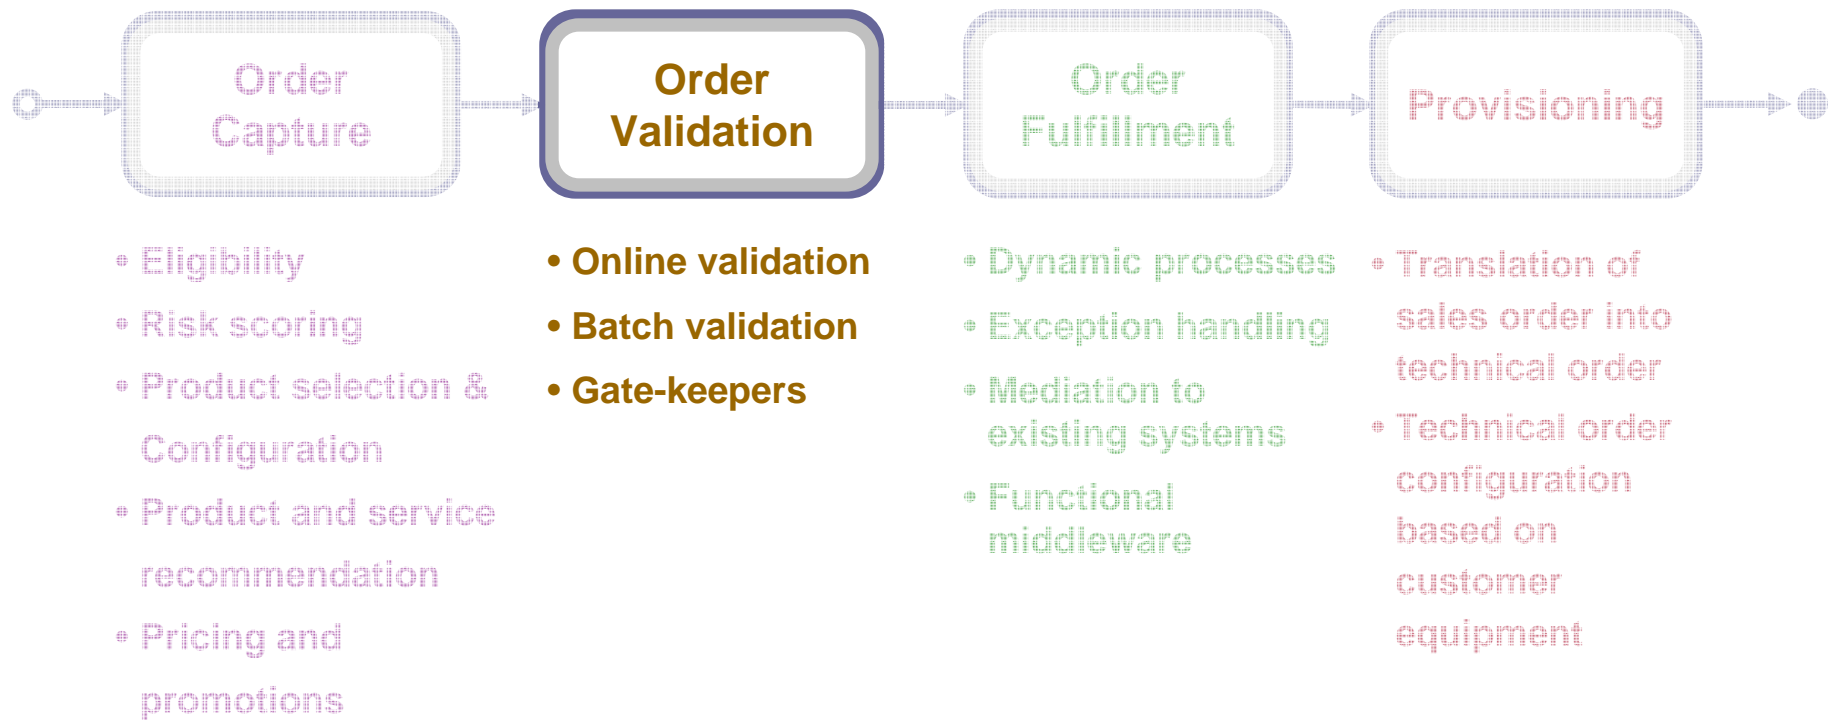 Order
Capture
Order
Validation
Order
Fulfillment
Provisioning
• Eligibility
• Risk scoring
• Product selection &
Configuration
• Product and service
recommendation
• Pricing and
promotions
• Online validation
• Batch validation
• Gate-keepers
• Dynamic processes
• Exception handling
• Mediation to
existing systems
• Functional
middleware
• Translation of
sales order into
technical order
• Technical order
configuration
based on
customer
equipment